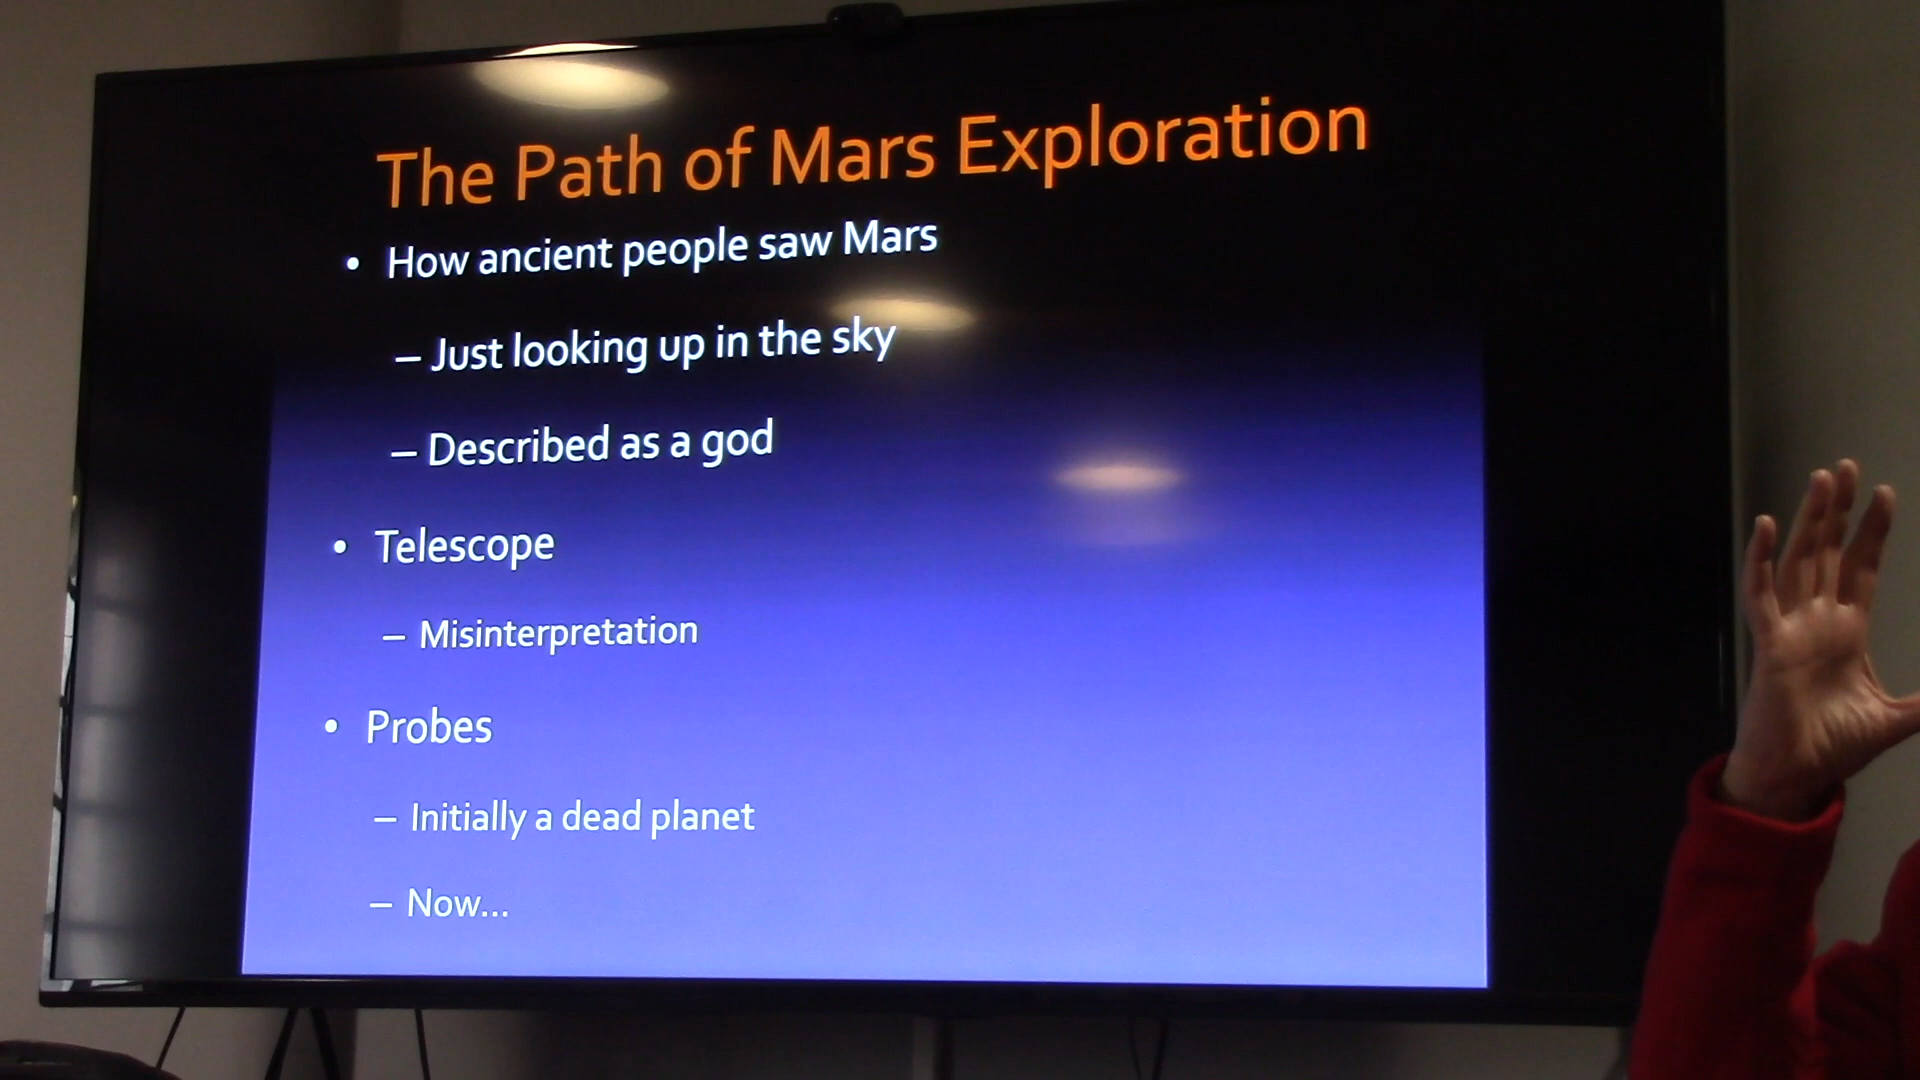 The Path of Mars Exploration
• How ancient people saw Mars
– Just looking up in the sky
– Described as a god
• Telescope
– Misinterpretation
• Probes
– Initially a dead planet
– Now...